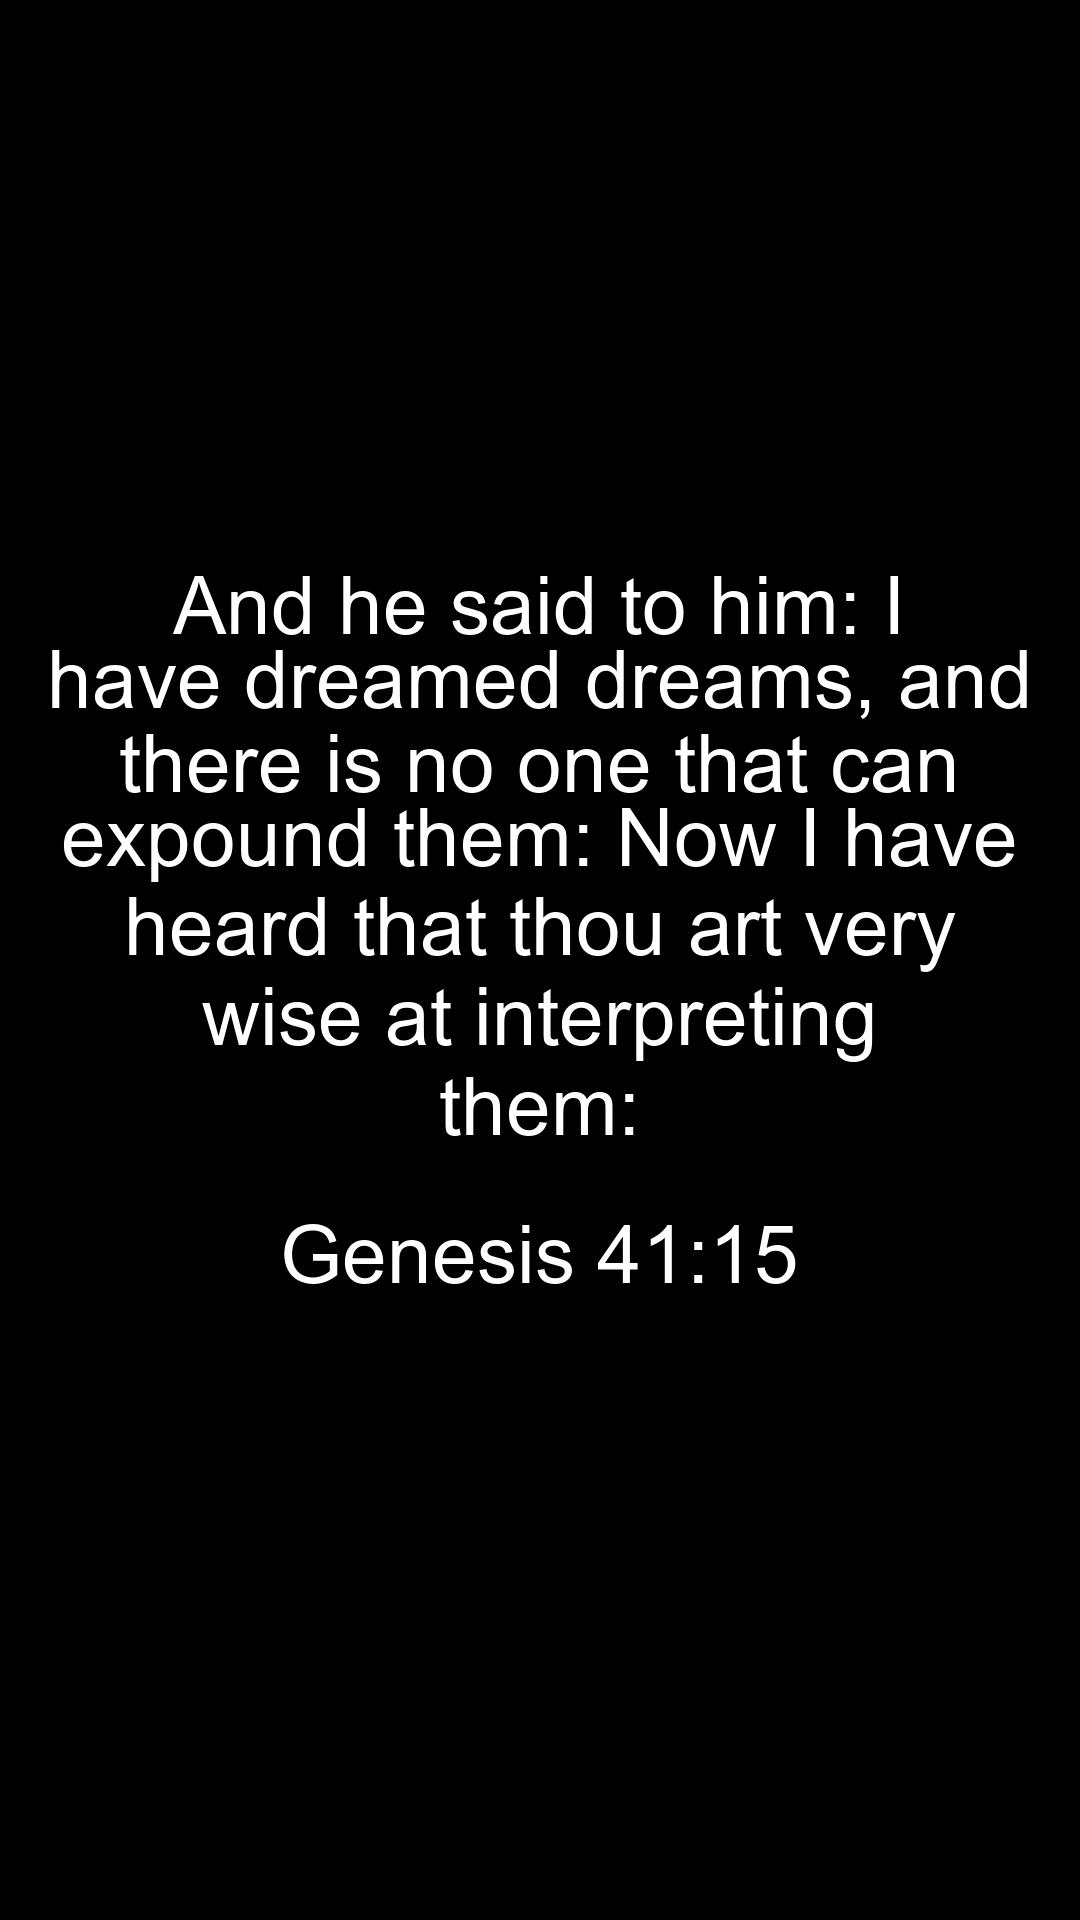 And he said to him: I
have dreamed dreams, and
there is no one that can
expound them: Now I have
heard that thou art very
wise at interpreting
them:
Genesis 41:15